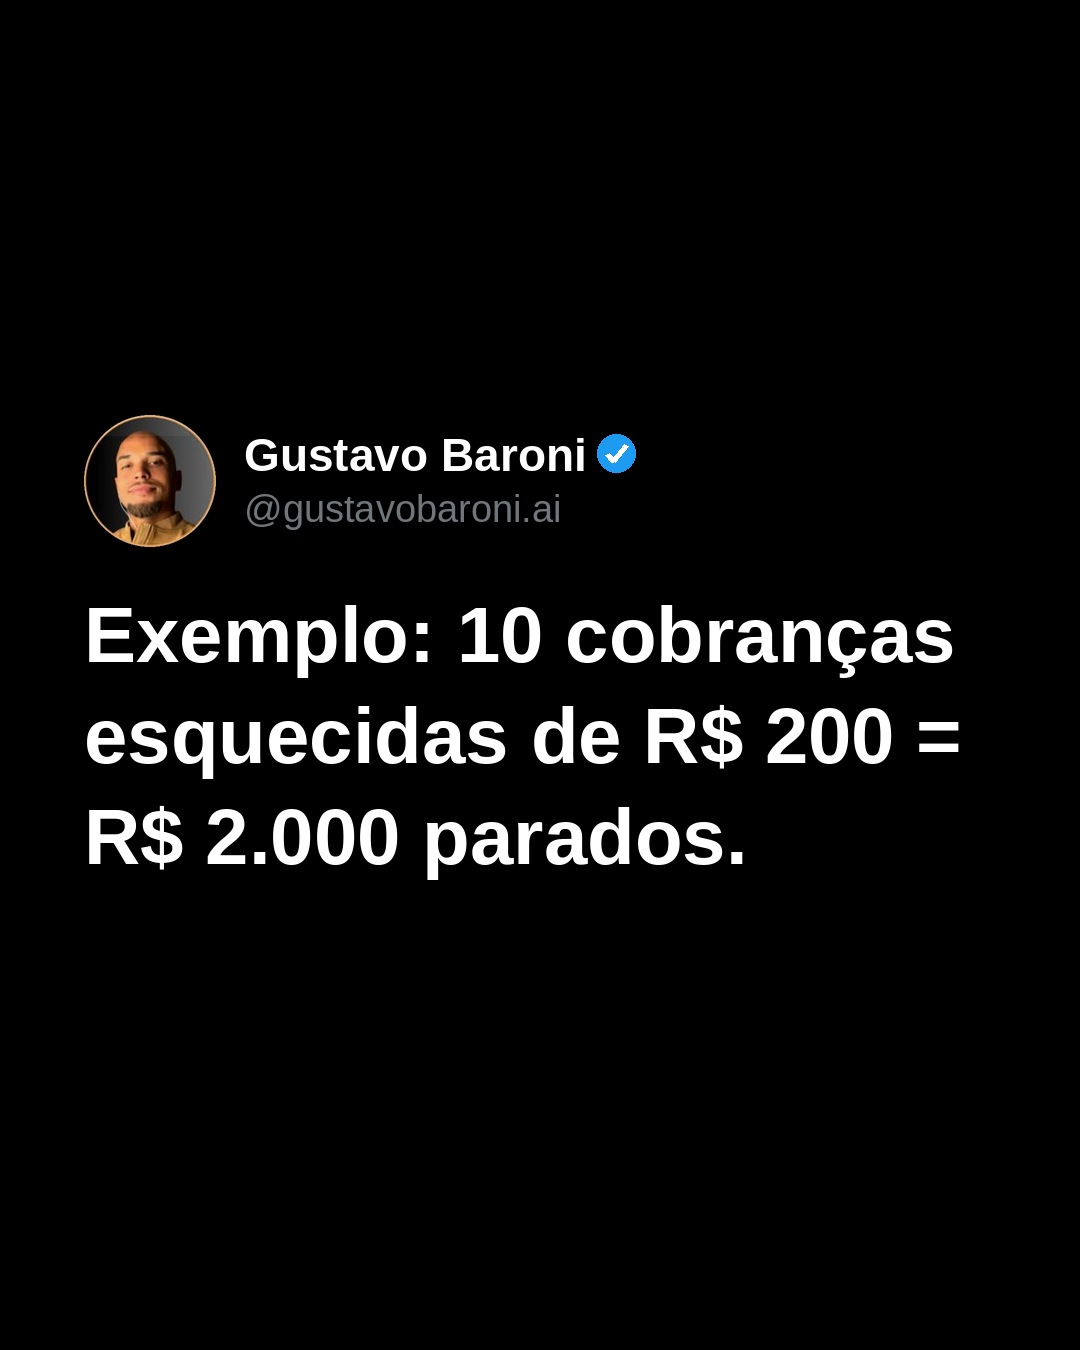 Gustavo Baroni
@gustavobaroni.ai
Exemplo: 10 cobranças
esquecidas de R$ 200 =
R$ 2.000 parados.